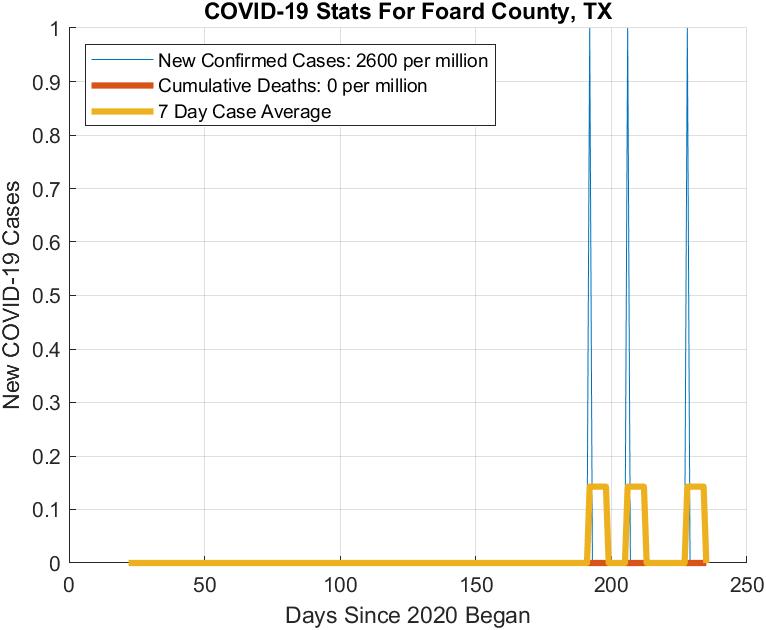 COVID-19 Stats For Foard County, TX
New Confirmed Cases: 2600 per million
Cumulative Deaths: 0 per million
7 Day Case Average
New COVID-19 Cases
1
0.9
0.8
0.7
0.6
0.5
0.4
0.3
0.2
0.1
0
0 50 100 150 200 250
Days Since 2020 Began